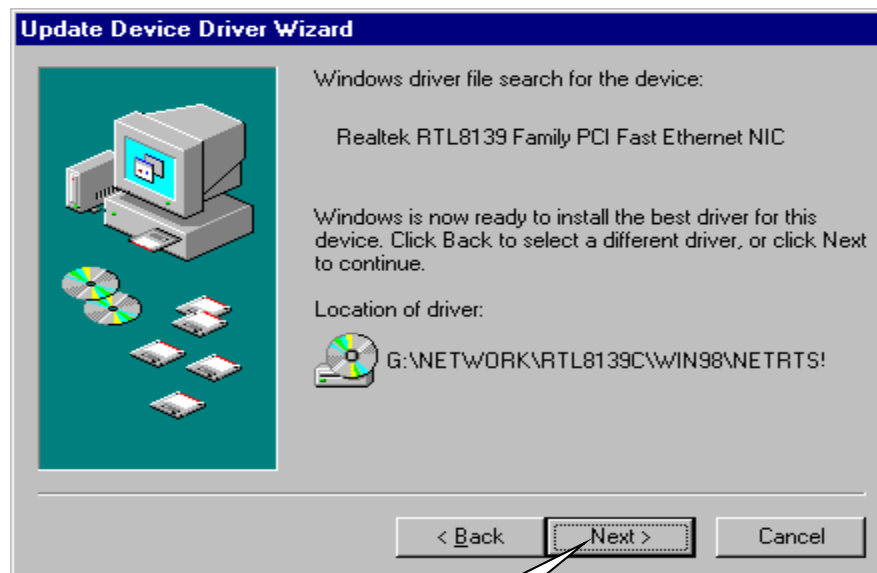 Update Device Driver Wizard
Windows driver file search for the device:
Realtek RTL8139 Family PCI Fast Ethernet NIC
Windows is now ready to install the best driver for this
device. Click Back to select a different driver, or click Next
to continue.
Location of driver:
G:\NETWORK\RTL8139C\WIN98\NETRTS!
< Back
Next >
Cancel